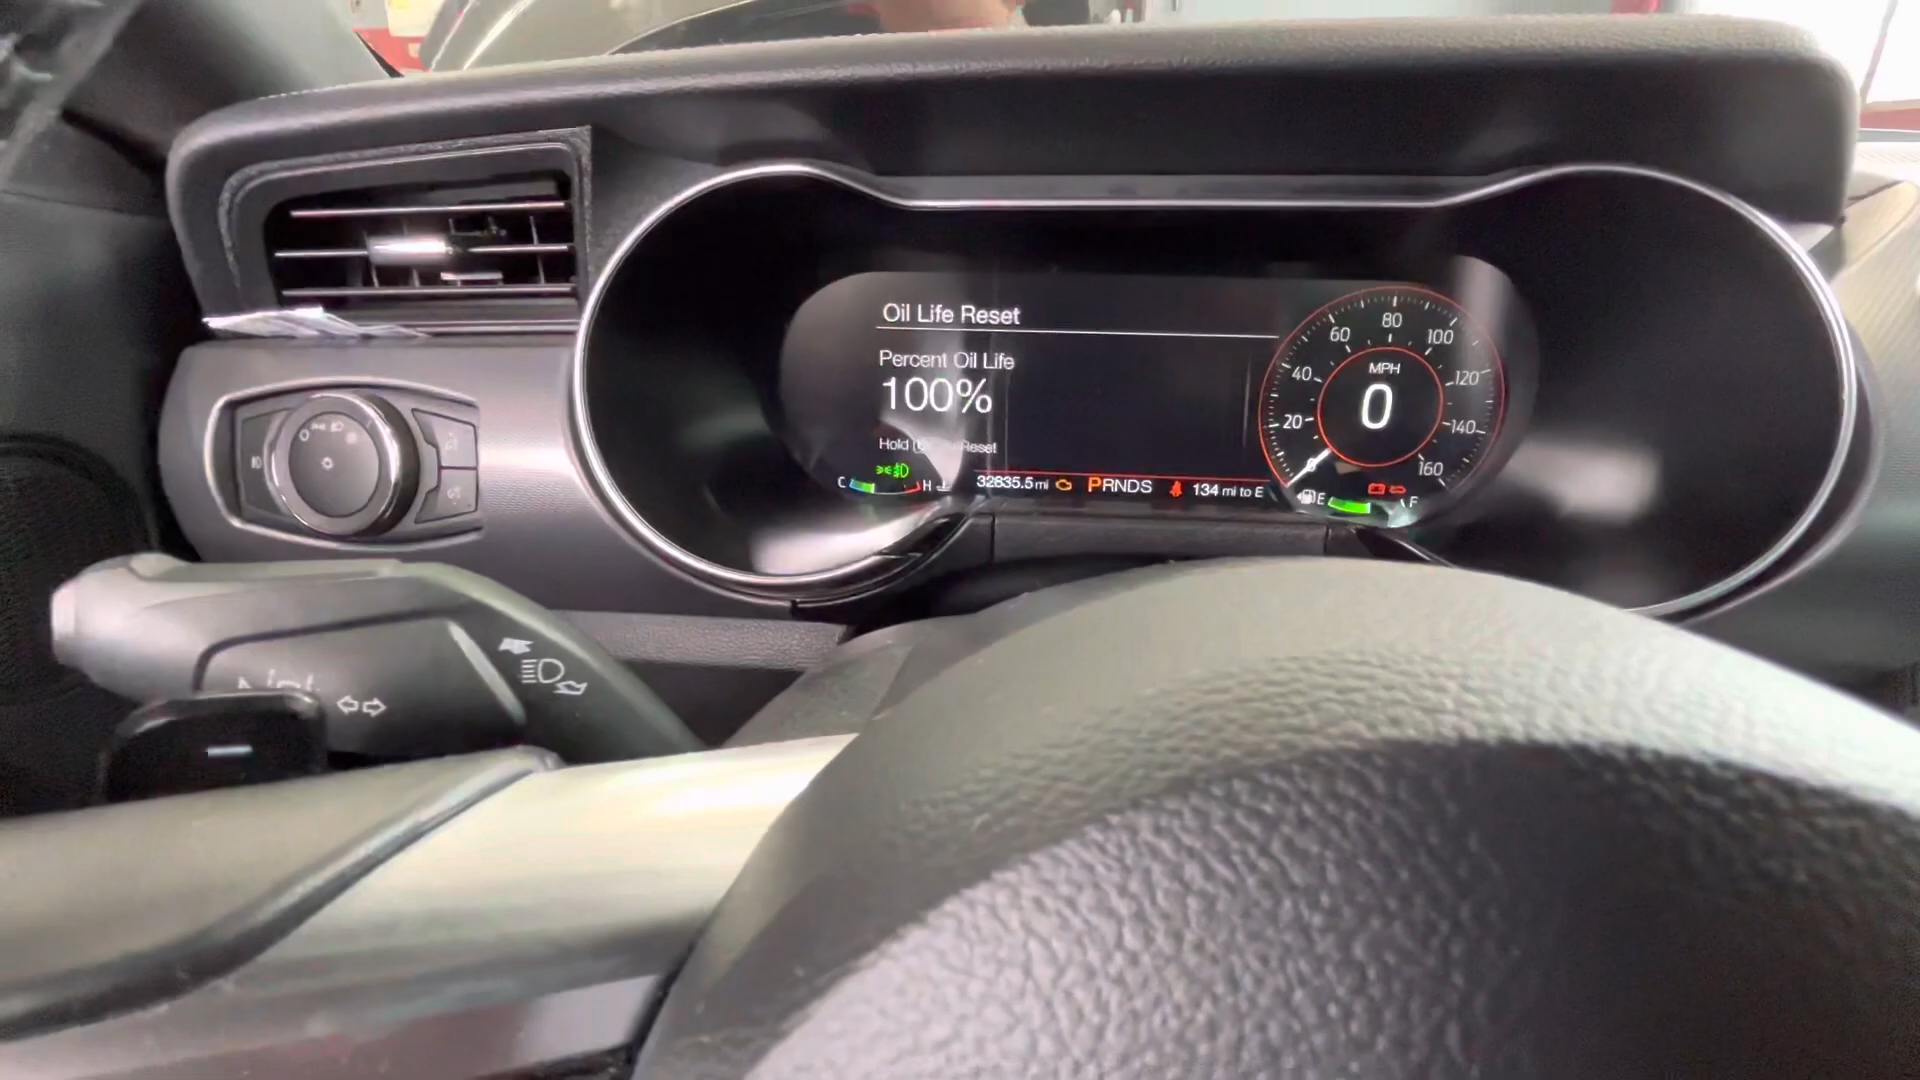 Oil Life Reset
Percent Oil Life
100%
Hold Reset
C H
32835.5 mi PRNDS 134 mi to E
0 20 40 60 80 100 120 140 160
MPH
0
E F